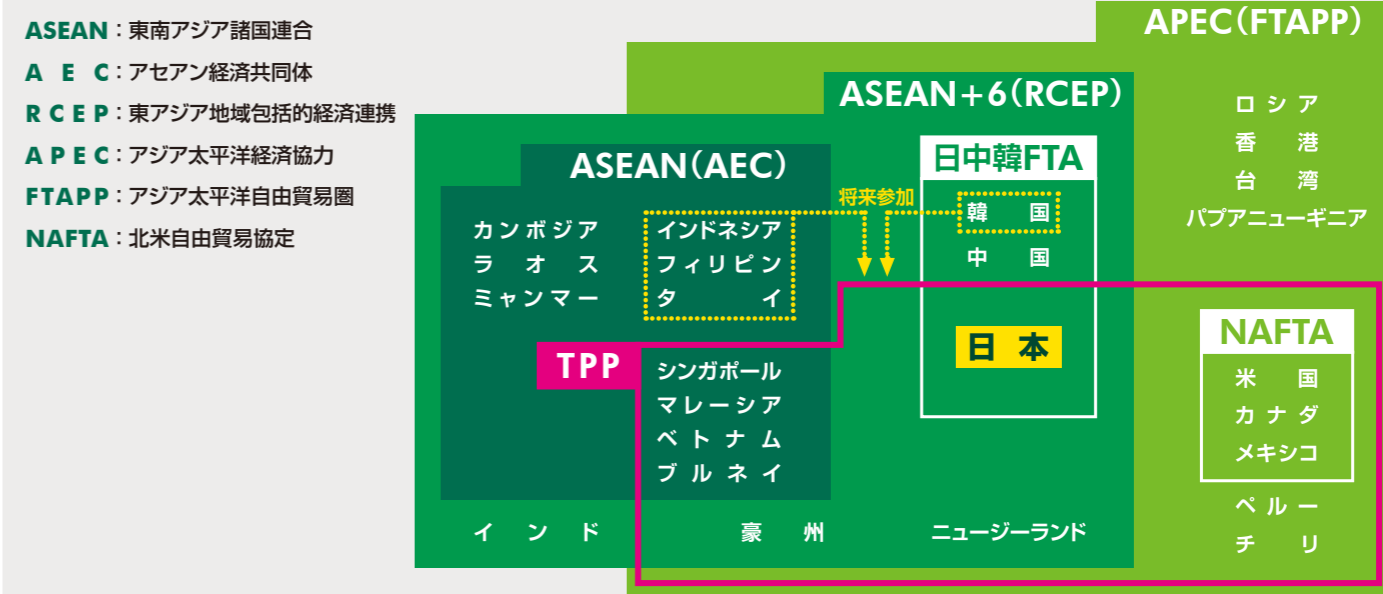 ASEAN：東南アジア諸国連合
AEC：アセアン経済共同体
RCEP：東アジア地域包括的経済連携
APEC：アジア太平洋経済協力
FTAPP：アジア太平洋自由貿易圏
NAFTA：北米自由貿易協定
APEC（FTAPP）
ロシア
香港
台湾
パプアニューギニア
ASEAN＋6（RCEP）
ASEAN（AEC）
カンボジア
ラオス
ミャンマー
インドネシア
フィリピン
タイ
将来参加
日中韓FTA
韓国
中国
日本
TPP
シンガポール
マレーシア
ベトナム
ブルネイ
NAFTA
米国
カナダ
メキシコ
ペルー
チリ
インド
豪州
ニュージーランド